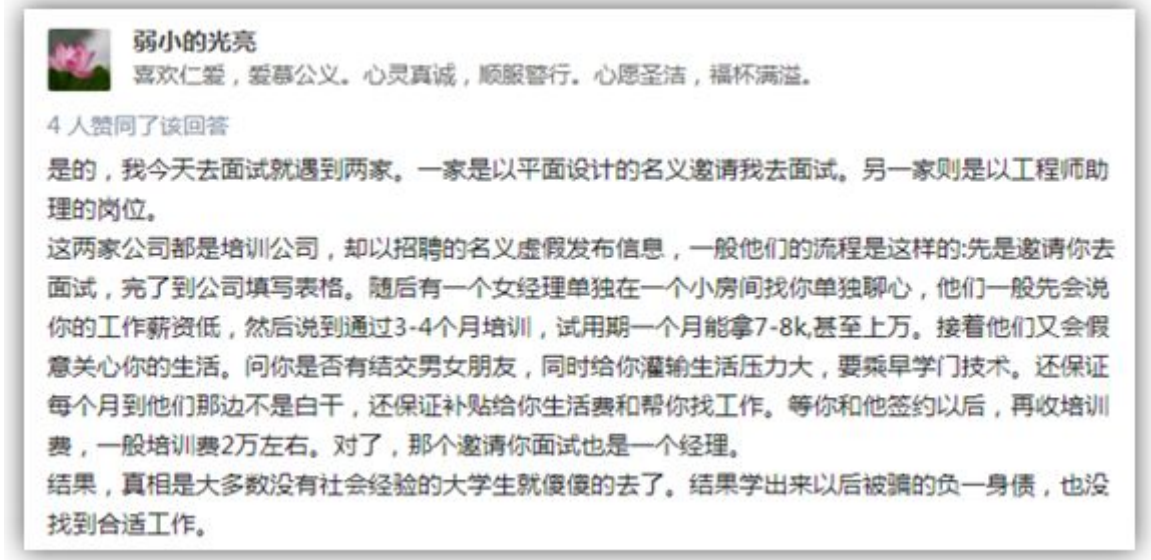 弱小的光亮
喜欢仁爱，爱慕公义。心灵真诚，顺服警行。心愿圣洁，福杯满溢。
4 人赞同了该回答
是的，我今天去面试就遇到两家。一家是以平面设计的名义邀请我去面试。另一家则是以工程师助
理的岗位。
这两家公司都是培训公司，却以招聘的名义虚假发布信息，一般他们的流程是这样的:先是邀请你去
面试，完了到公司填写表格。随后有一个女经理单独在一个小房间找你单独聊心，他们一般先会说
你的工作薪资低，然后说到通过3-4个月培训，试用期一个月能拿7-8k,甚至上万。接着他们又会假
意关心你的生活。问你是否有结交男女朋友，同时给你灌输生活压力大，要乘早学门技术。还保证
每个月到他们那边不是白干，还保证补贴给你生活费和帮你找工作。等你和他签约以后，再收培训
费，一般培训费2万左右。对了，那个邀请你面试也是一个经理。
结果，真相是大多数没有社会经验的大学生就傻傻的去了。结果学出来以后被骗的负一身债，也没
找到合适工作。